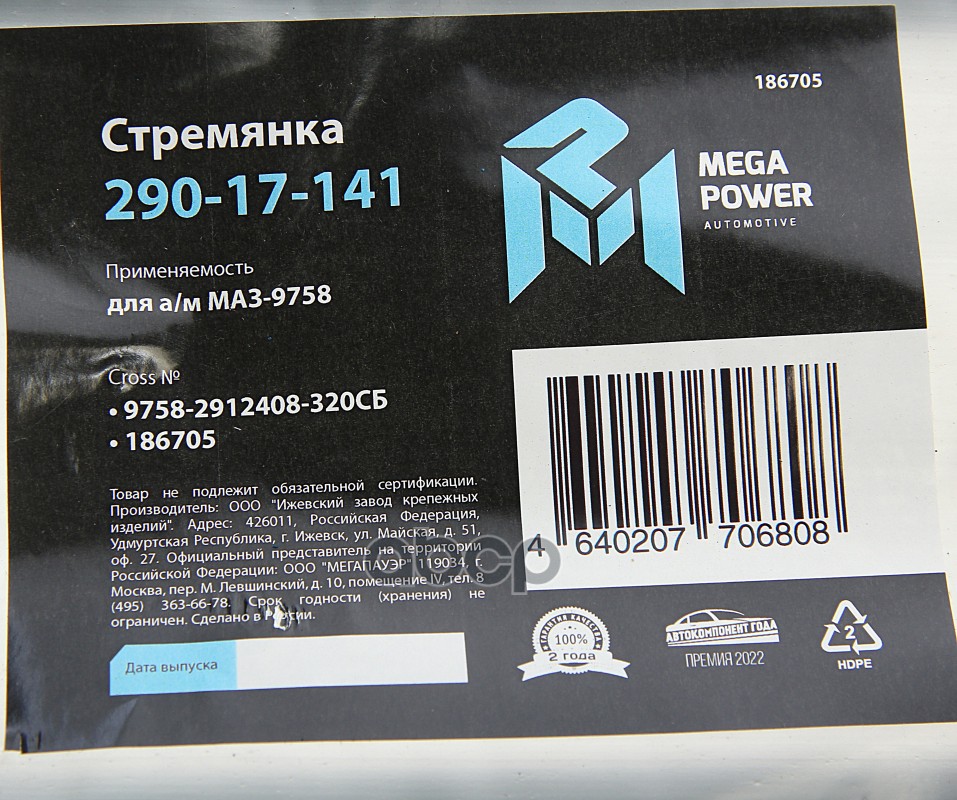 186705
Стремянка
290-17-141
MEGA
POWER
AUTOMOTIVE
Применяемость
для а/м МАЗ-9758
Cross №
• 9758-2912408-320СБ
• 186705
Товар не подлежит обязательной сертификации.
Производитель: ООО "Ижевский завод крепежных
изделий". Адрес: 426011, Российская Федерация,
Удмуртская Республика, г. Ижевск, ул. Майская, д. 51,
оф. 27. Официальный представитель на территории
Российской Федерации: ООО "МЕГАПАУЭР" 119034, г.
Москва, пер. М. Левшинский, д. 10, помещение IV, тел. 8
(495) 363-66-78. Срок годности (хранения) не
ограничен. Сделано в России.
Дата выпуска
4 640207 706808
ГАРАНТИЯ КАЧЕСТВА
100%
2 года
АВТОКОМПОНЕНТ ГОДА
ПРЕМИЯ 2022
2
HDPE